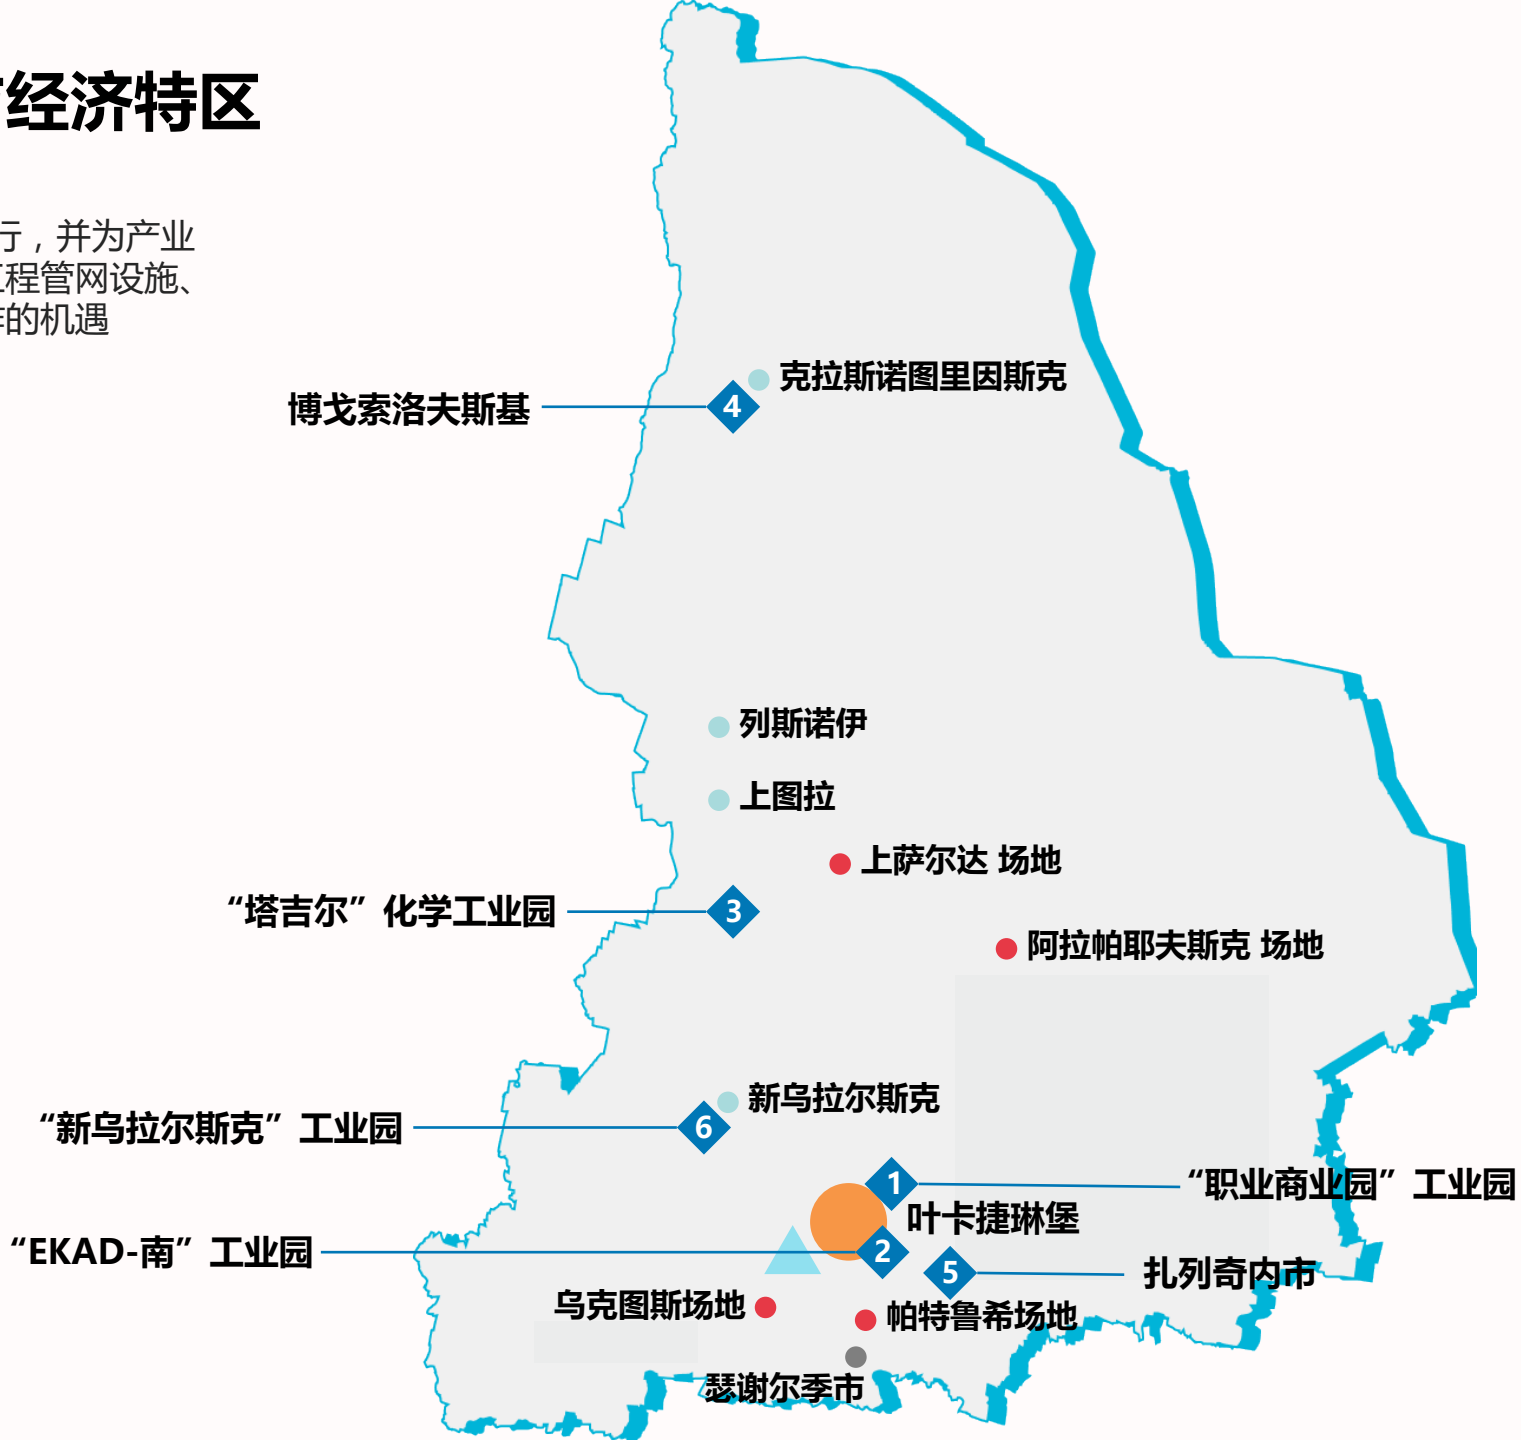 经济特区
行，并为产业
工程管网设施、
的机遇
克拉斯诺图里因斯克
博戈索洛夫斯基
4
列斯诺伊
上图拉
上萨尔达 场地
“塔吉尔” 化学工业园
3
阿拉帕耶夫斯克 场地
新乌拉尔斯克
“新乌拉尔斯克” 工业园
6
1
“职业商业园” 工业园
叶卡捷琳堡
“EKAD-南” 工业园
2
5
扎列奇内市
乌克图斯场地
帕特鲁希场地
瑟谢尔季市